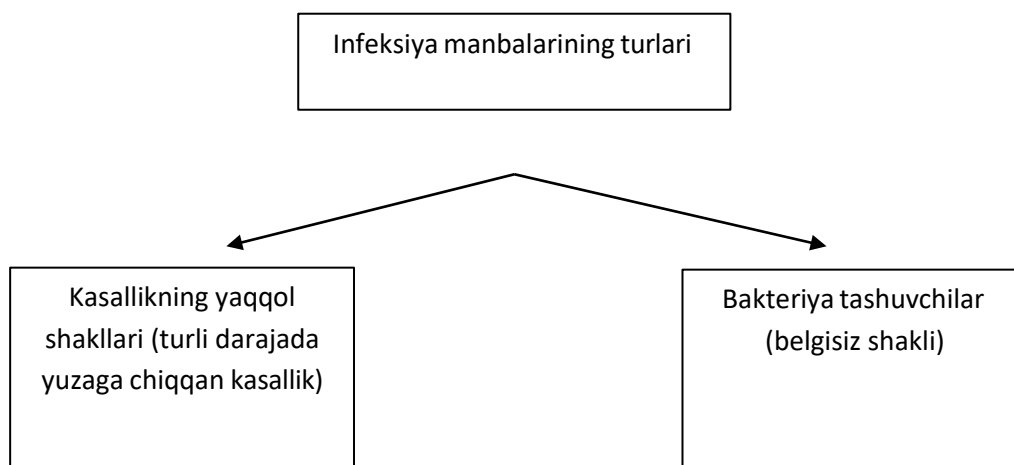 Infeksiya manbalarining turlari
Kasallikning yaqqol
shakllari (turli darajada
yuzaga chiqqan kasallik)
Bakteriya tashuvchilar
(belgisiz shakli)